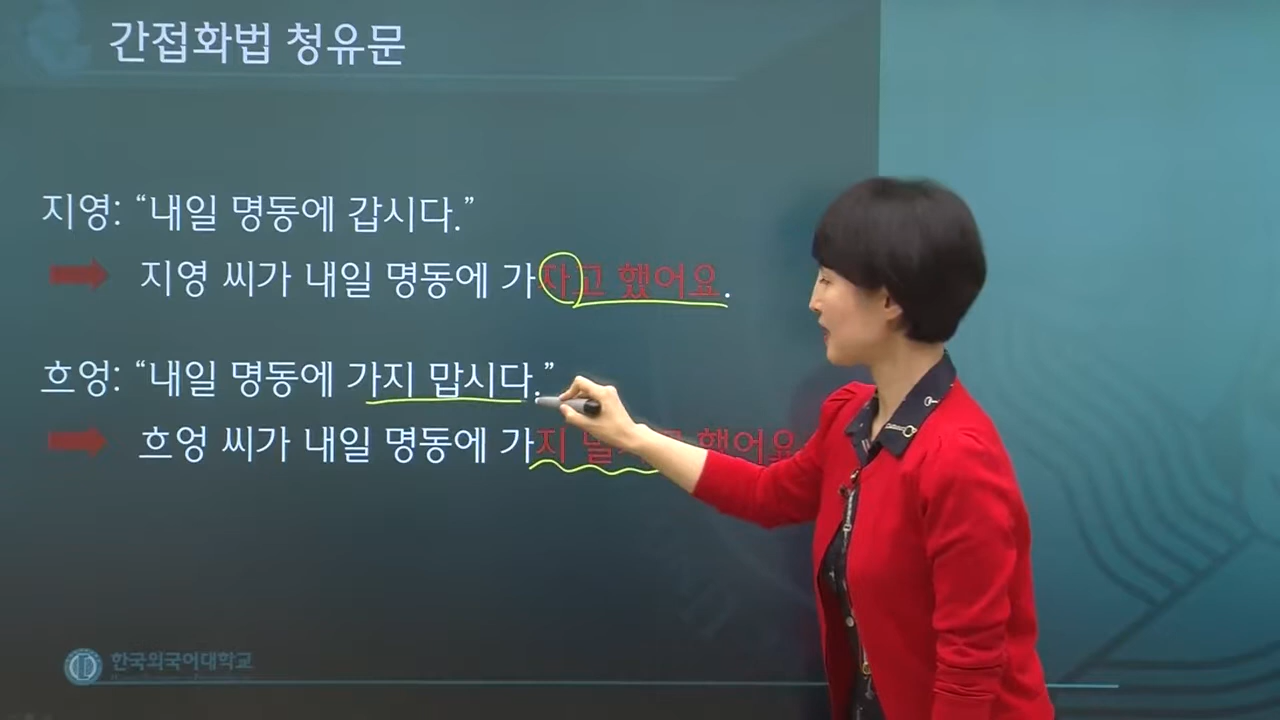 간접화법 청유문
지영: “내일 명동에 갑시다.”
지영 씨가 내일 명동에 가자고 했어요.
흐엉: “내일 명동에 가지 맙시다.”
흐엉 씨가 내일 명동에 가지 했어요
한국외국어대학교